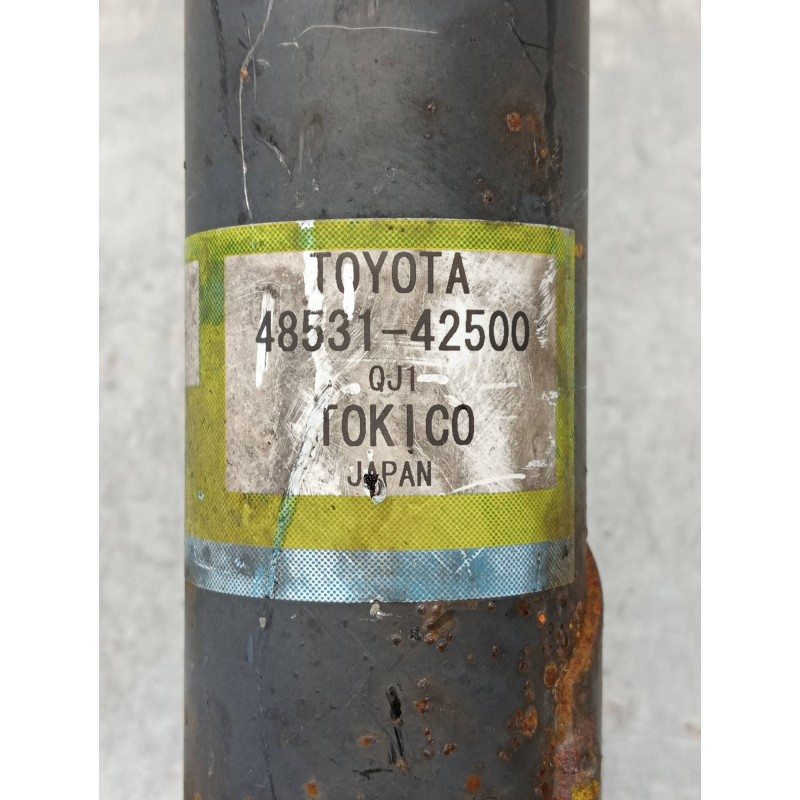 TOYOTA
48531-42500
QJ1
TOKICO
JAPAN